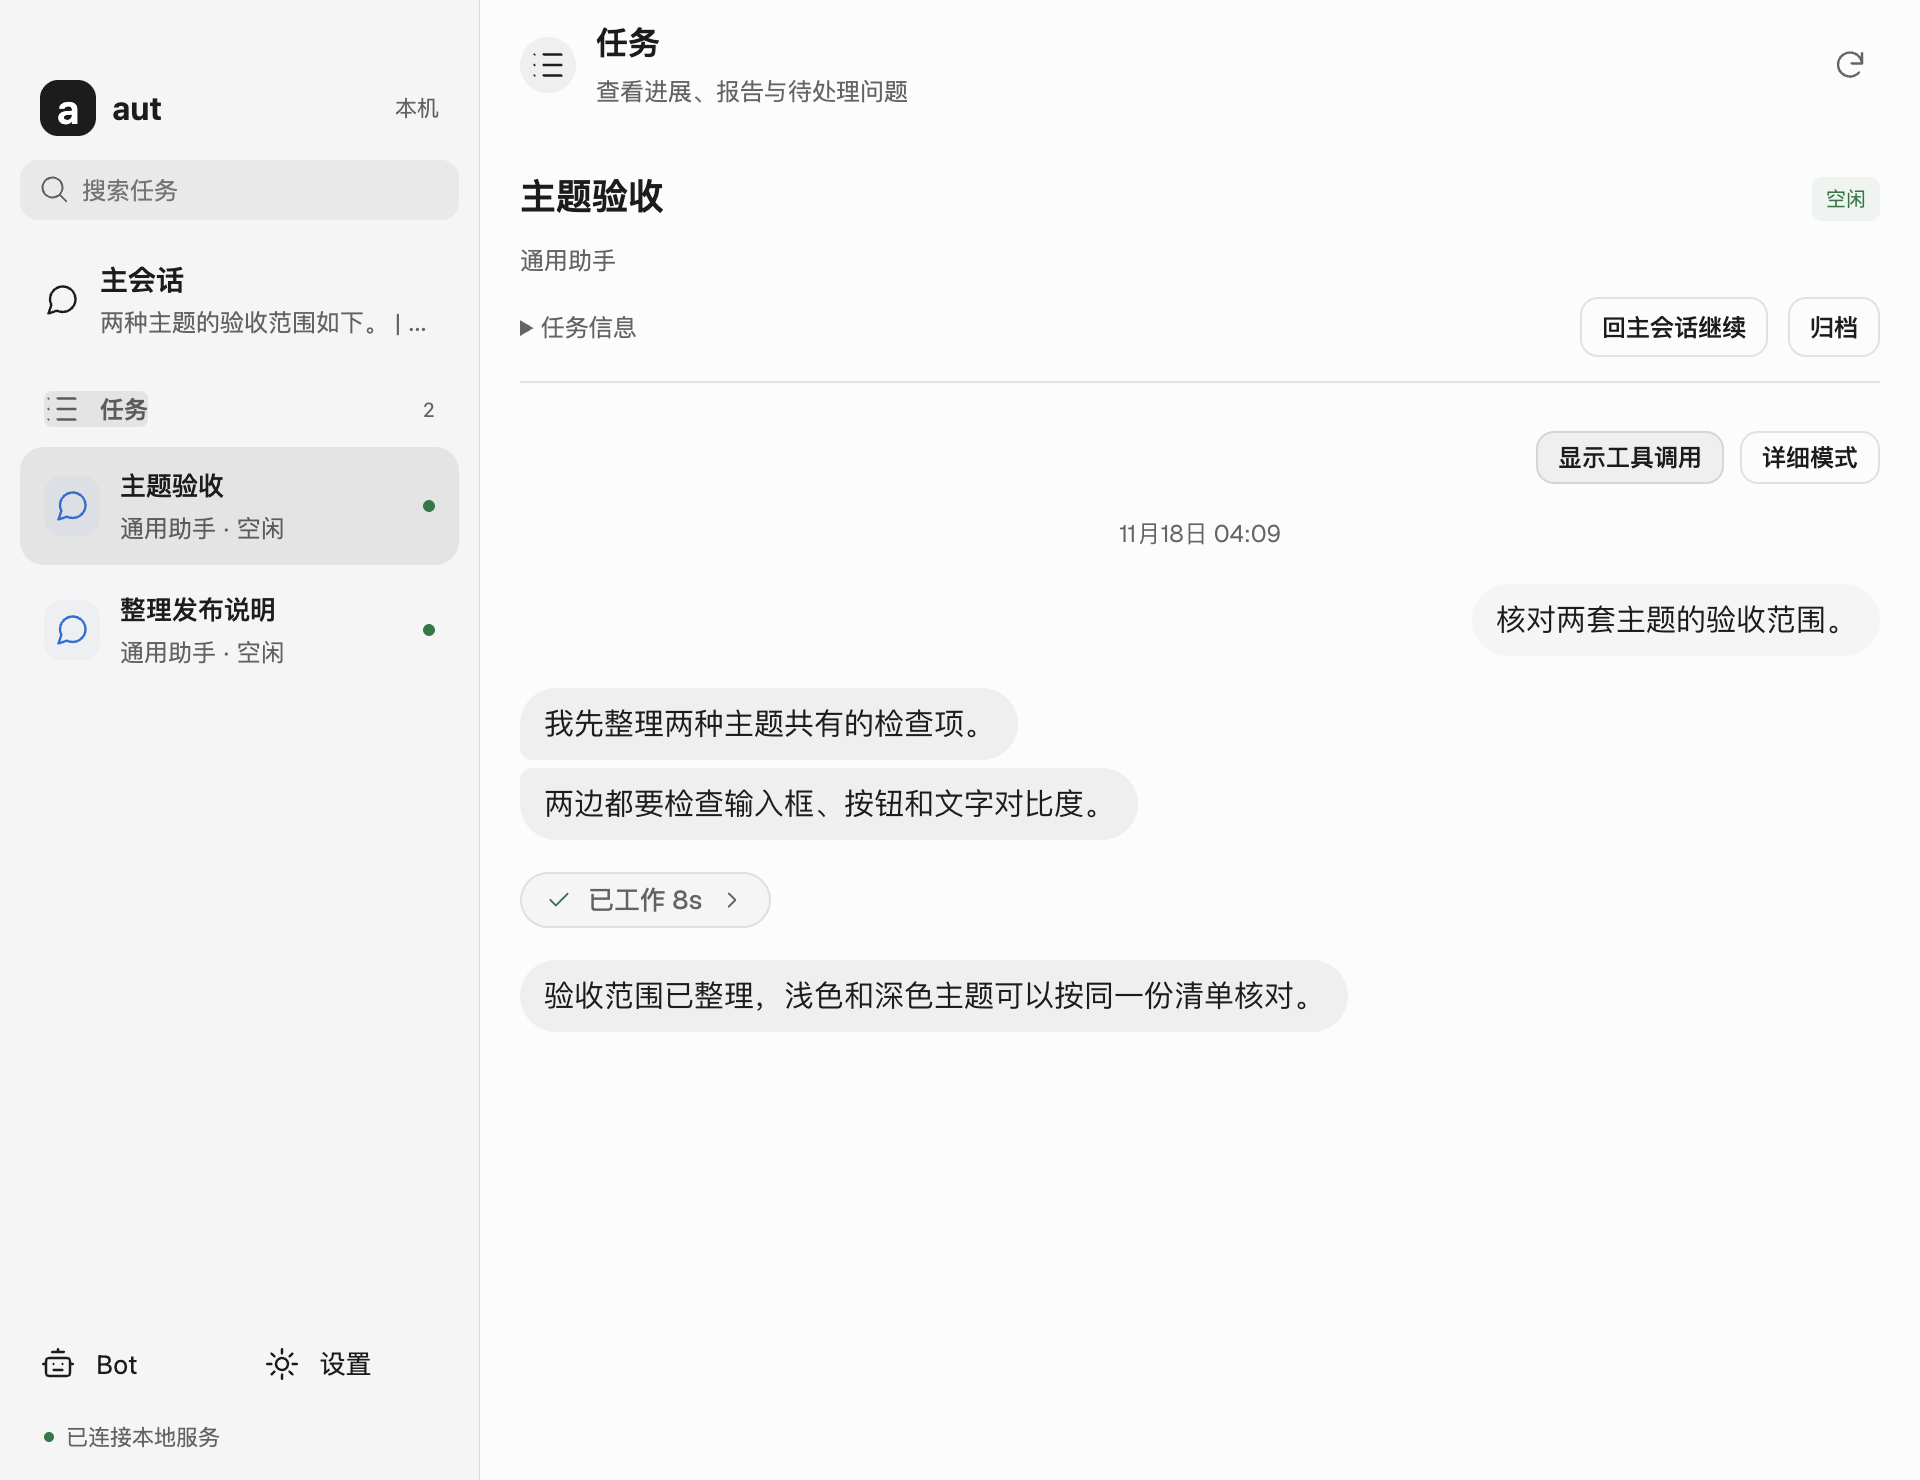 a aut 本机
搜索任务
主会话
两种主题的验收范围如下。 | ...
任务 2
主题验收
通用助手 · 空闲
整理发布说明
通用助手 · 空闲
Bot 设置
已连接本地服务
任务
查看进展、报告与待处理问题
主题验收 空闲
通用助手
任务信息 回主会话继续 归档
显示工具调用 详细模式
11月18日 04:09
核对两套主题的验收范围。
我先整理两种主题共有的检查项。
两边都要检查输入框、按钮和文字对比度。
已工作 8s
验收范围已整理，浅色和深色主题可以按同一份清单核对。